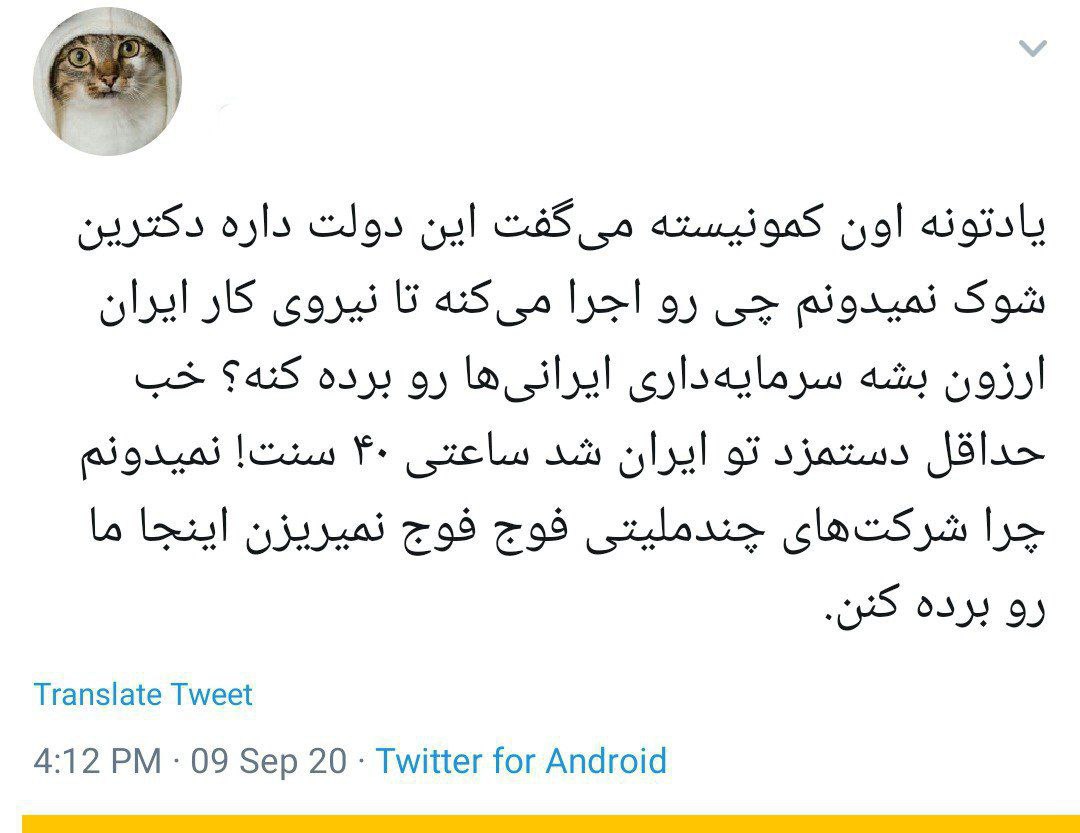 یادتونه اون کمونیسته می‌گفت این دولت داره دکترین
شوک نمیدونم چی رو اجرا می‌کنه تا نیروی کار ایران
ارزون بشه سرمایه‌داری ایرانی‌ها رو برده کنه؟ خب
حداقل دستمزد تو ایران شد ساعتی ۴۰ سنت! نمیدونم
چرا شرکت‌های چندملیتی فوج فوج نمیریزن اینجا ما
رو برده کنن.
Translate Tweet
4:12 PM · 09 Sep 20 · Twitter for Android